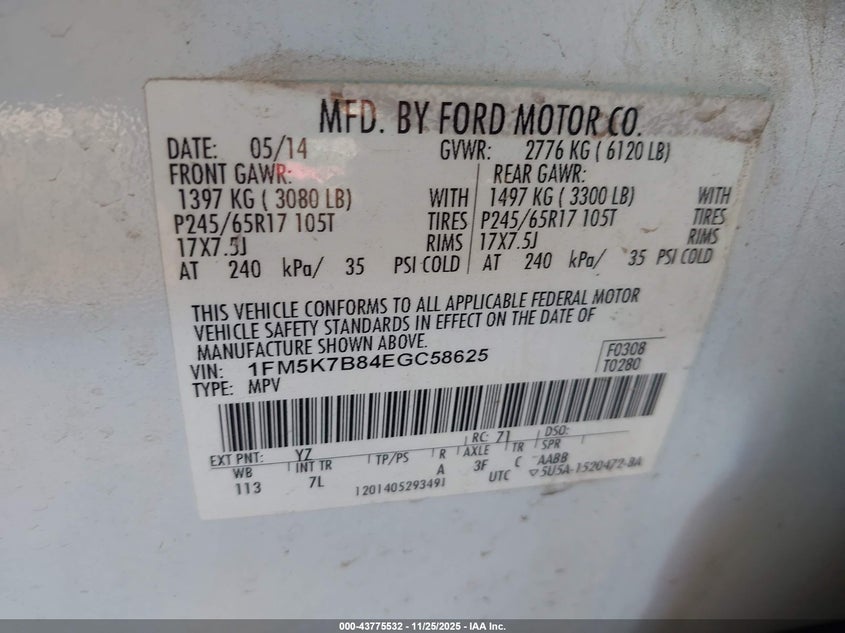 MFD. BY FORD MOTOR CO.
DATE: 05/14 GVWR: 2776 KG ( 6120 LB)
FRONT GAWR: REAR GAWR:
1397 KG ( 3080 LB) WITH 1497 KG ( 3300 LB) WITH
P245/65R17 105T TIRES P245/65R17 105T TIRES
17X7.5J RIMS 17X7.5J RIMS
AT 240 kPa/ 35 PSI COLD AT 240 kPa/ 35 PSI COLD
THIS VEHICLE CONFORMS TO ALL APPLICABLE FEDERAL MOTOR
VEHICLE SAFETY STANDARDS IN EFFECT ON THE DATE OF
MANUFACTURE SHOWN ABOVE.
VIN: 1FM5K7B84EGC58625 F0308
TYPE: MPV T0280
EXT PNT: YZ RC: 71 DSO:
WB INT TR TP/PS R AXLE TR SPR
113 7L A 3F C AABB
1201405293491 UTC 5U5A-1520472-BA
000-43775532 - 11/25/2025 - IAA Inc.